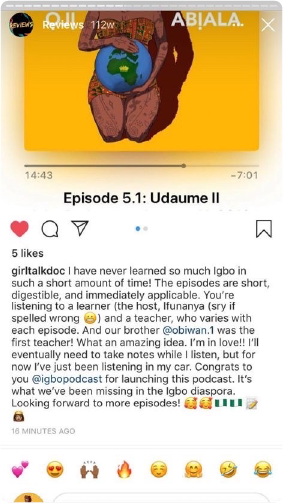 OJI ABỊALA.
REVIEWS Reviews 112w
14:43 -7:01
Episode 5.1: Udaume II
5 likes
girltalkdoc I have never learned so much Igbo in
such a short amount of time! The episodes are short,
digestible, and immediately applicable. You're
listening to a learner (the host, Ifunanya (sry if
spelled wrong 😬) and a teacher, who varies with
each episode. And our brother @obiwan.1 was the
first teacher! What an amazing idea. I'm in love!! I'll
eventually need to take notes while I listen, but for
now I've just been listening in my car. Congrats to
you @igbopodcast for launching this podcast. It's
what we've been missing in the Igbo diaspora.
Looking forward to more episodes! 🥰🥰🇳🇬🇳🇬📝
16 MINUTES AGO